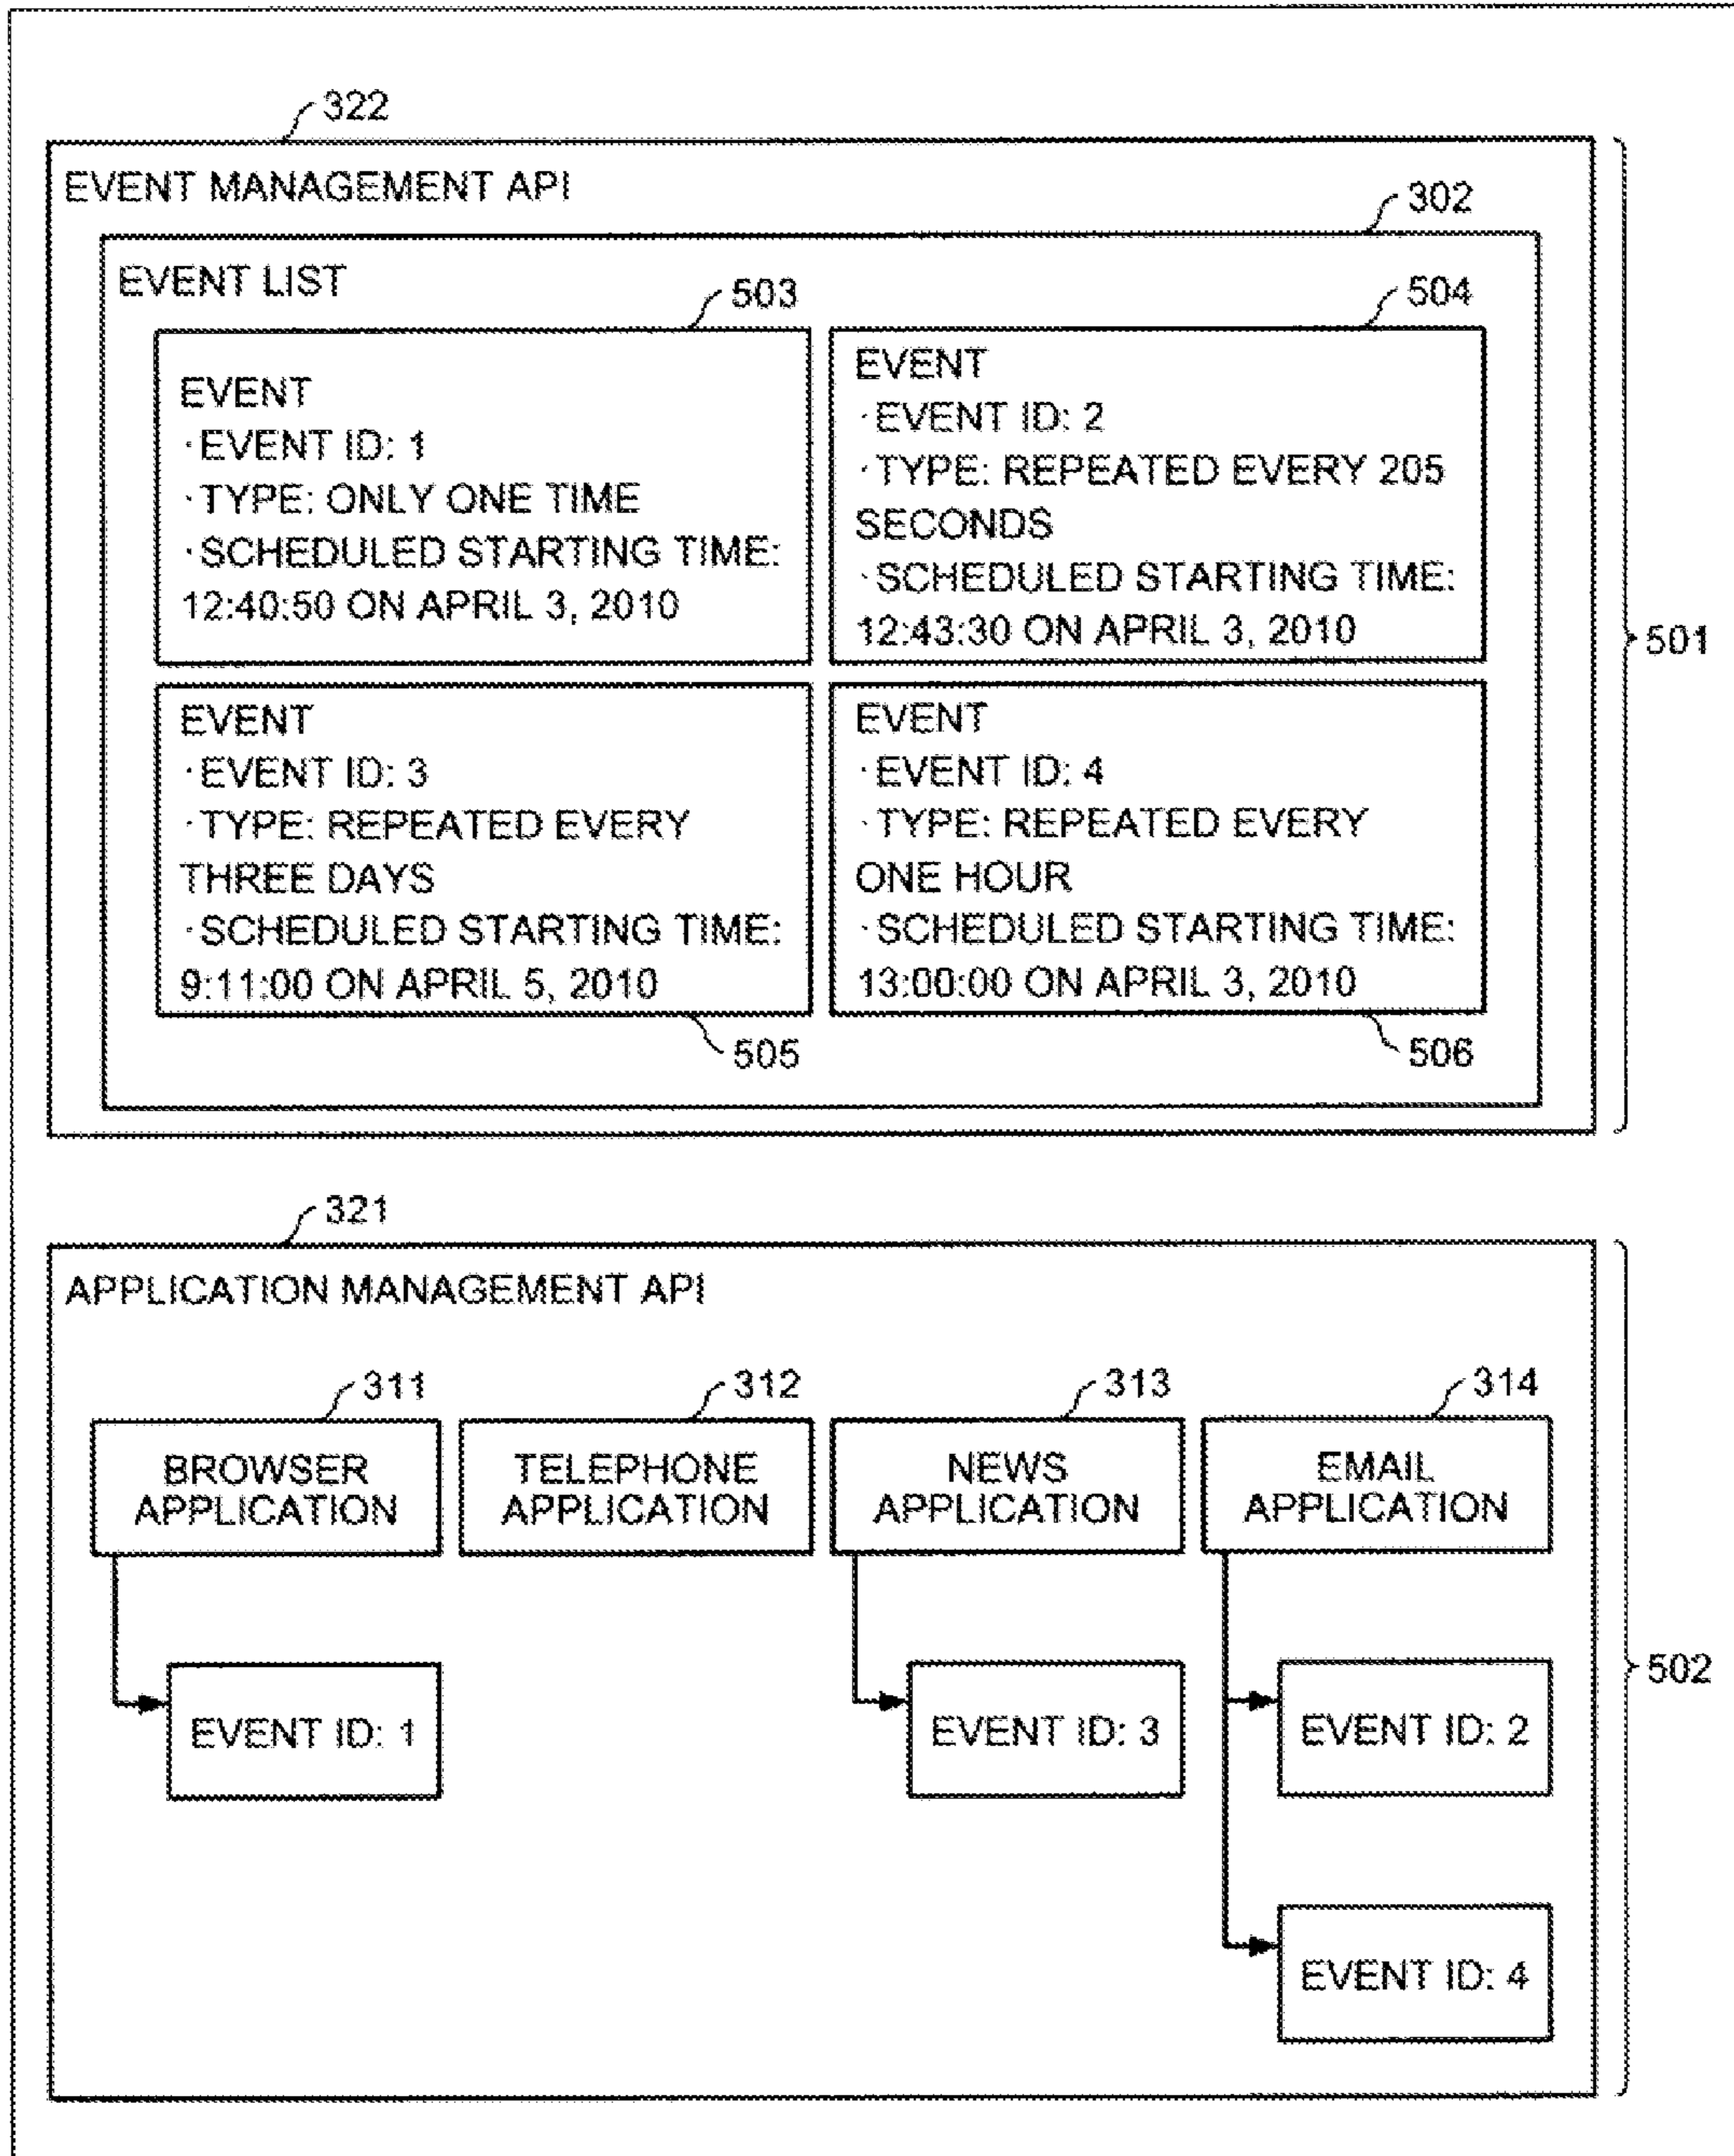 322
EVENT MANAGEMENT API
302
EVENT LIST
503
EVENT
·EVENT ID: 1
·TYPE: ONLY ONE TIME
·SCHEDULED STARTING TIME:
12:40:50 ON APRIL 3, 2010
504
EVENT
·EVENT ID: 2
·TYPE: REPEATED EVERY 205
SECONDS
·SCHEDULED STARTING TIME:
12:43:30 ON APRIL 3, 2010
501
EVENT
·EVENT ID: 3
·TYPE: REPEATED EVERY
THREE DAYS
·SCHEDULED STARTING TIME:
9:11:00 ON APRIL 5, 2010
505
EVENT
·EVENT ID: 4
·TYPE: REPEATED EVERY
ONE HOUR
·SCHEDULED STARTING TIME:
13:00:00 ON APRIL 3, 2010
506
321
APPLICATION MANAGEMENT API
311
BROWSER
APPLICATION
312
TELEPHONE
APPLICATION
313
NEWS
APPLICATION
314
EMAIL
APPLICATION
502
EVENT ID: 1
EVENT ID: 3
EVENT ID: 2
EVENT ID: 4